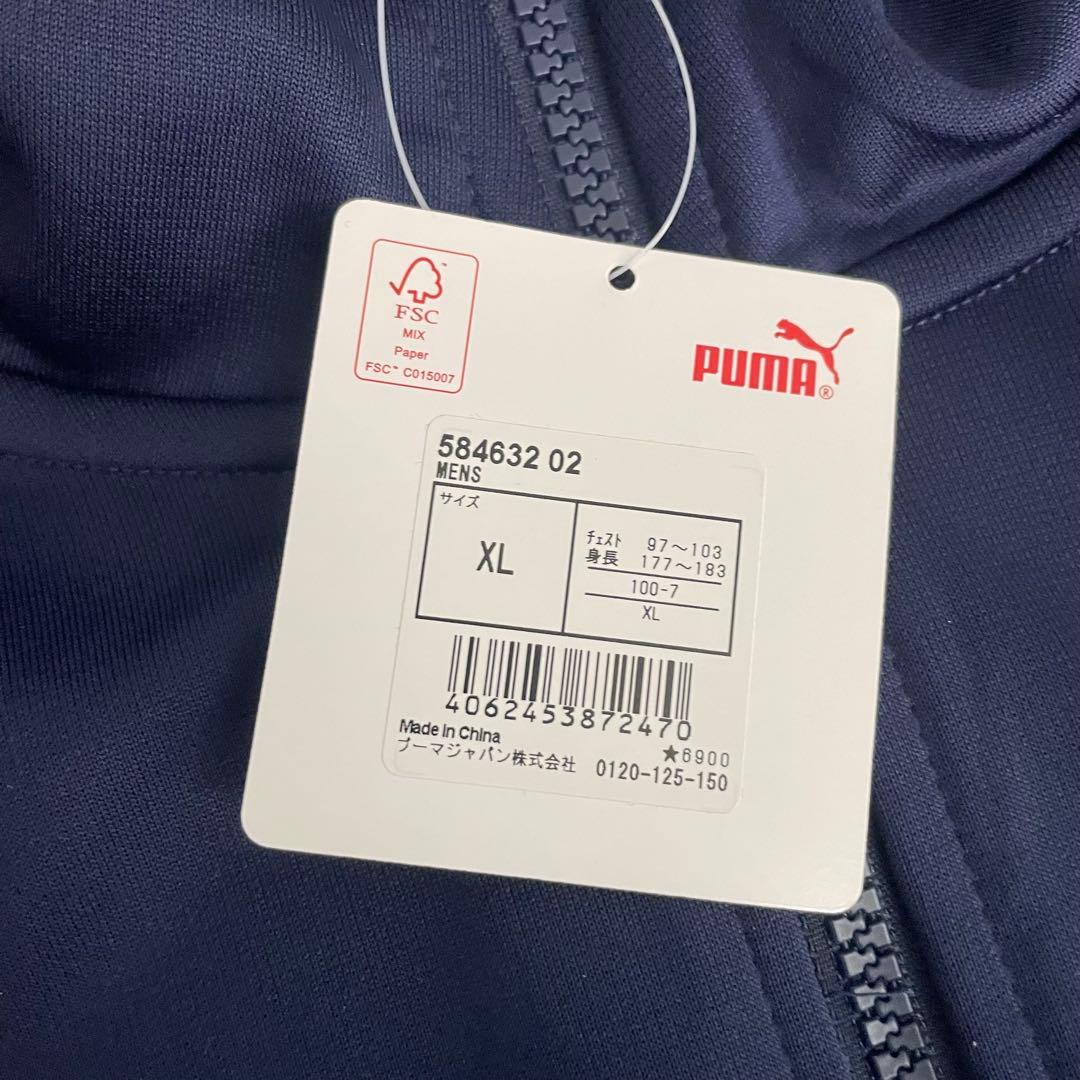 FSC
MIX
Paper
FSC™ C015007
PUMA®
584632 02
MENS
サイズ
XL
チェスト 97～103
身長 177～183
100-7
XL
4062453872470
Made in China
★6900
プーマジャパン株式会社 0120-125-150